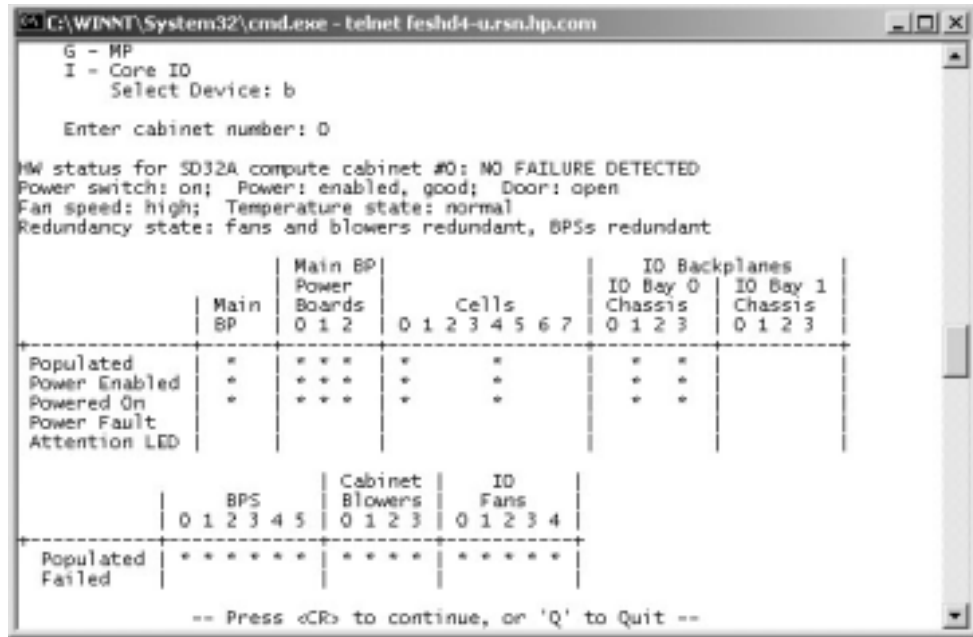 C:\WINNT\System32\cmd.exe - telnet feshd4-u.rsn.hp.com
G - MP
I - Core IO
Select Device: b
Enter cabinet number: 0
HW status for SD32A compute cabinet #0: NO FAILURE DETECTED
Power switch: on; Power: enabled, good; Door: open
Fan speed: high; Temperature state: normal
Redundancy state: fans and blowers redundant, BPSs redundant
| Main BP| | IO Backplanes |
| Power | | IO Bay 0 | IO Bay 1 |
| Main | Boards | Cells | Chassis | Chassis |
| BP | 0 1 2 | 0 1 2 3 4 5 6 7 | 0 1 2 3 | 0 1 2 3 |
+-----------------------------------------------------------------------+
Populated | * | * * * | * * | * * | |
Power Enabled | * | * * * | * * | * * | |
Powered On | * | * * * | * * | * * | |
Power Fault | | | | | |
Attention LED | | | | | |
| Cabinet | IO |
| BPS | Blowers | Fans |
| 0 1 2 3 4 5 | 0 1 2 3 | 0 1 2 3 4 |
+-----------------------------------------------+
Populated | * * * * * * | * * * * | * * * * * |
Failed | | | |
-- Press <CR> to continue, or 'Q' to Quit --